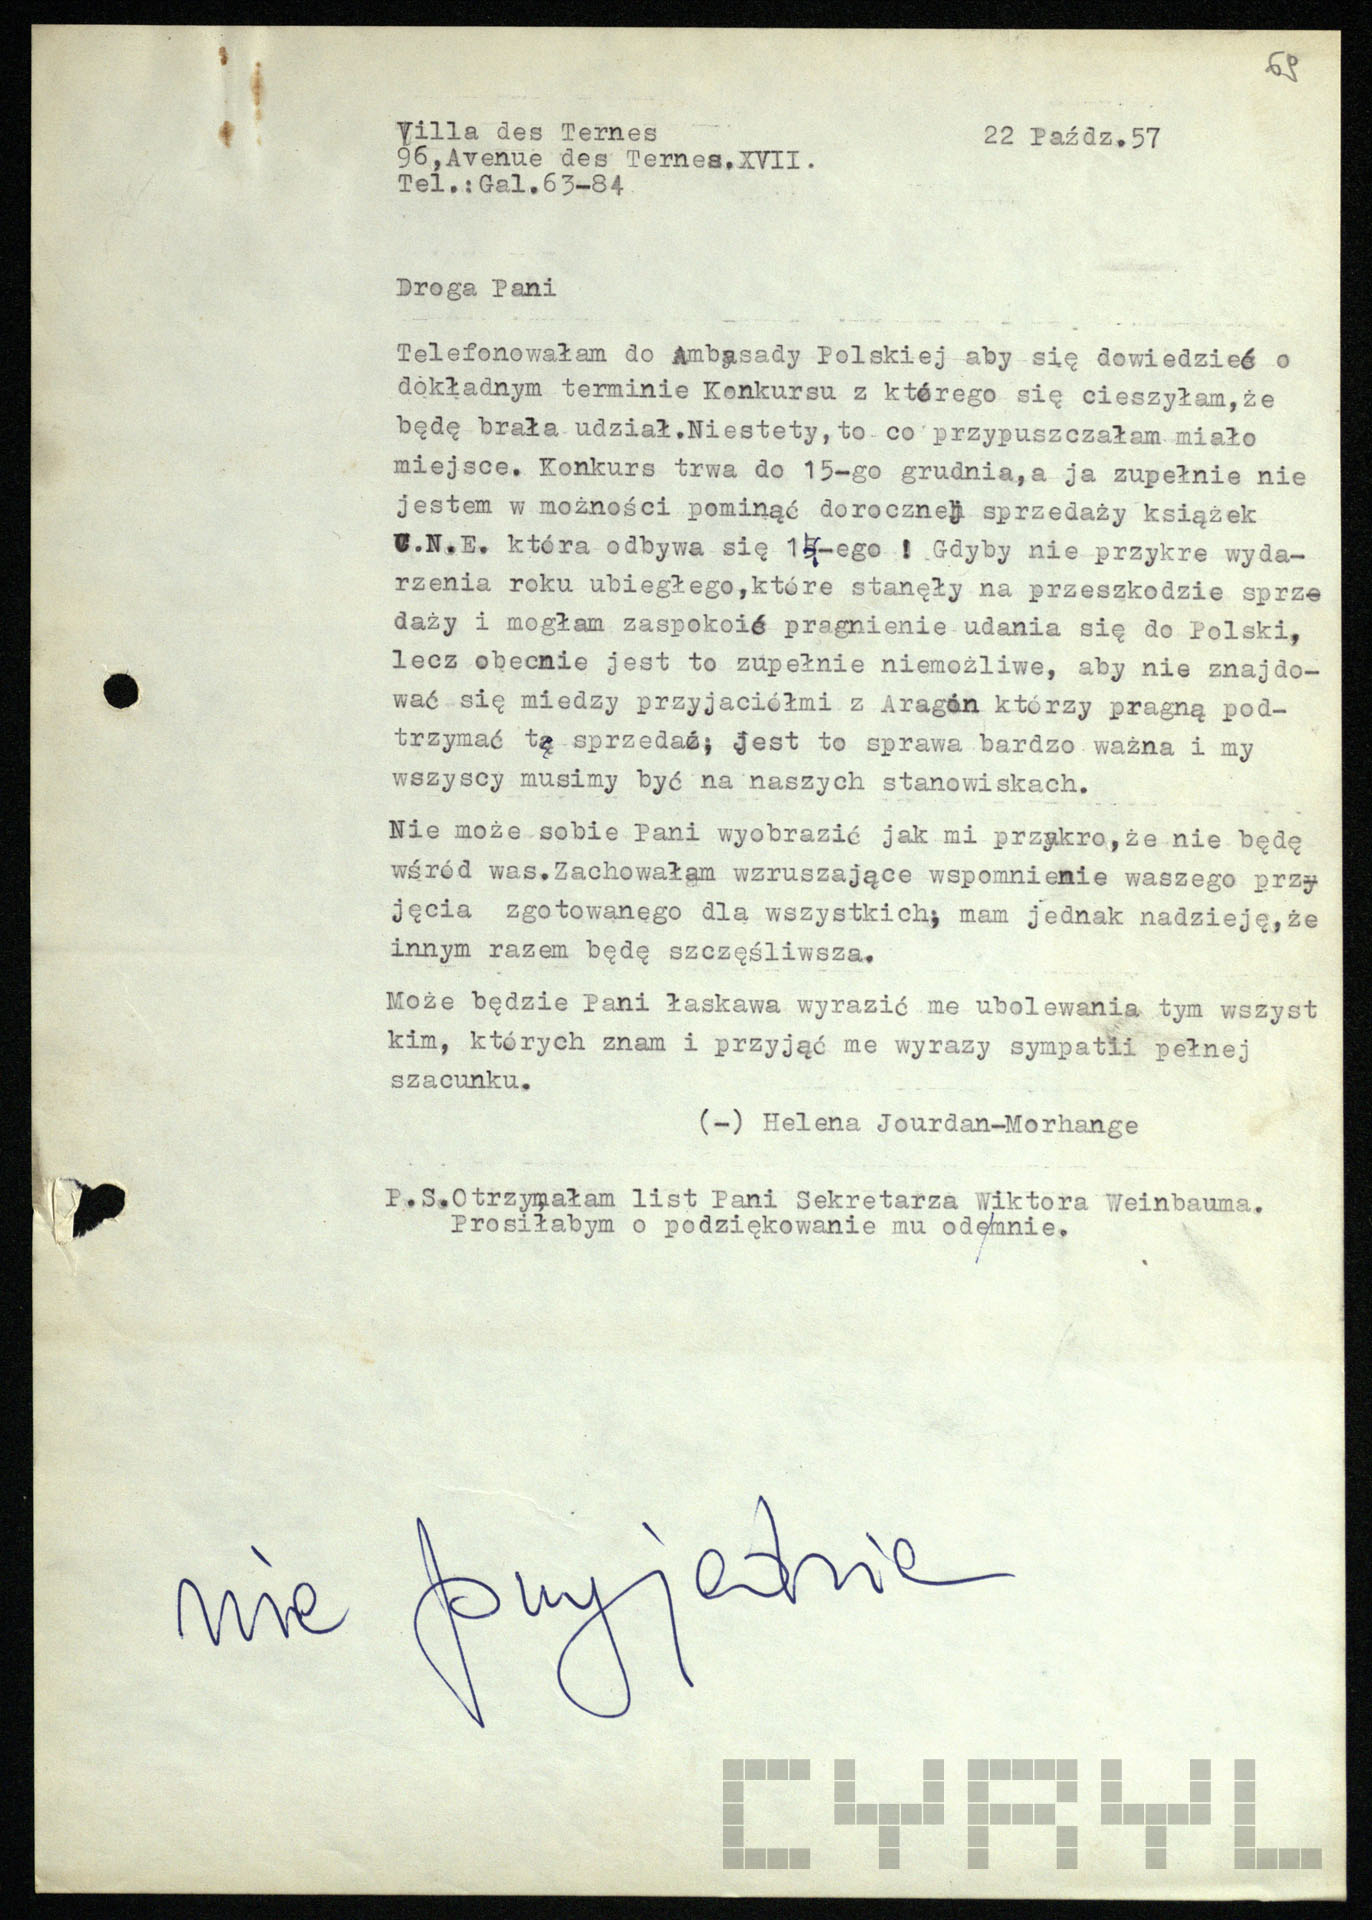 69
Villa des Ternes
22 Paźdz.57
96,Avenue des Ternes.XVII.
Tel.:Gal.63-84
Droga Pani
Telefonowałam do Ambasady Polskiej aby się dowiedzieć o
dokładnym terminie Konkursu z którego się cieszyłam,że
będę brała udział.Niestety,to co przypuszczałam miało
miejsce. Konkurs trwa do 15-go grudnia,a ja zupełnie nie
jestem w możności pominąć dorocznej sprzedaży książek
C.N.E. która odbywa się 14-ego ! Gdyby nie przykre wyda-
rzenia roku ubiegłego,które stanęły na przeszkodzie sprze
daży i mogłam zaspokoić pragnienie udania się do Polski,
lecz obecnie jest to zupełnie niemożliwe, aby nie znajdo-
wać się miedzy przyjaciółmi z Aragon którzy pragną pod-
trzymać tę sprzedaż; jest to sprawa bardzo ważna i my
wszyscy musimy być na naszych stanowiskach.
Nie może sobie Pani wyobrazić jak mi przykro,że nie będę
wśród was.Zachowałam wzruszające wspomnienie waszego przy
jęcia zgotowanego dla wszystkich; mam jednak nadzieję,że
innym razem będę szczęśliwsza.
Może będzie Pani łaskawa wyrazić me ubolewania tym wszyst
kim, których znam i przyjąć me wyrazy sympatii pełnej
szacunku.
(-) Helena Jourdan-Morhange
P.S.Otrzymałam list Pani Sekretarza Wiktora Weinbauma.
Prosiłabym o podziękowanie mu ode/mnie.
nie przyjedzie
CYRYL